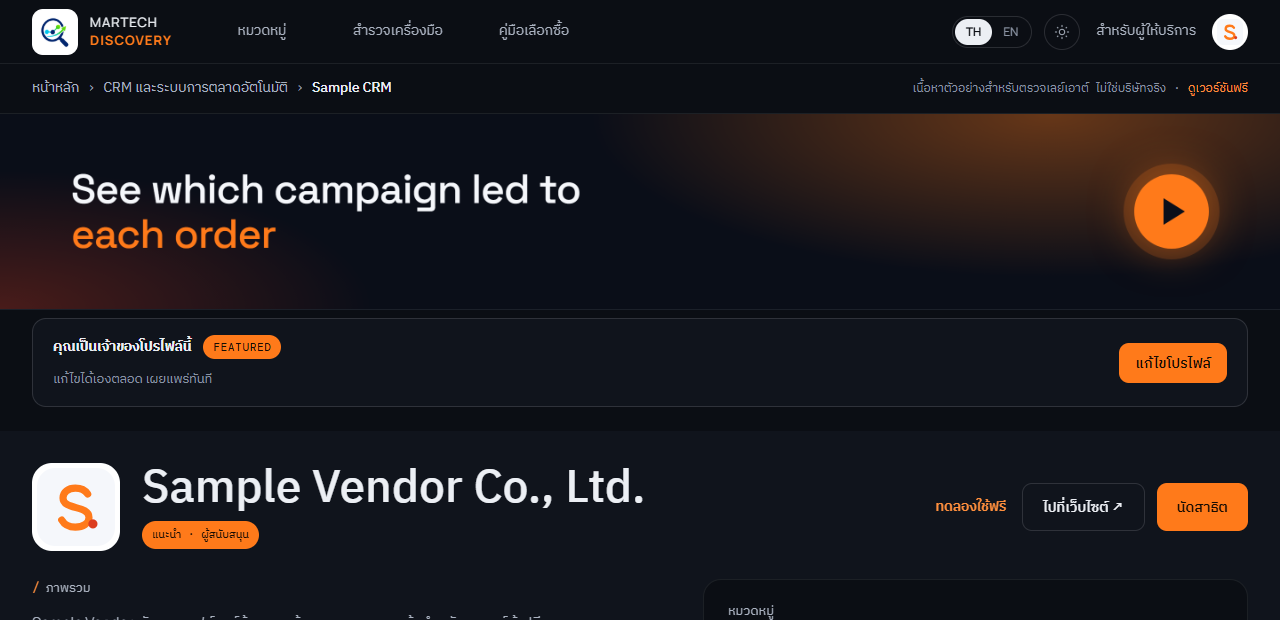 MARTECH
DISCOVERY
หมวดหมู่
สำรวจเครื่องมือ
คู่มือเลือกซื้อ
TH
EN
สำหรับผู้ให้บริการ
S.
หน้าหลัก › CRM และระบบการตลาดอัตโนมัติ › Sample CRM
เนื้อหาตัวอย่างสำหรับตรวจเลย์เอาต์ ไม่ใช่บริษัทจริง · ดูเวอร์ชันฟรี
See which campaign led to
each order
คุณเป็นเจ้าของโปรไฟล์นี้ FEATURED
แก้ไขได้เองตลอด เผยแพร่ทันที
แก้ไขโปรไฟล์
S.
Sample Vendor Co., Ltd.
แนะนำ · ผู้สนับสนุน
ทดลองใช้ฟรี
ไปที่เว็บไซต์ ↗
นัดสาธิต
/ ภาพรวม
หมวดหมู่